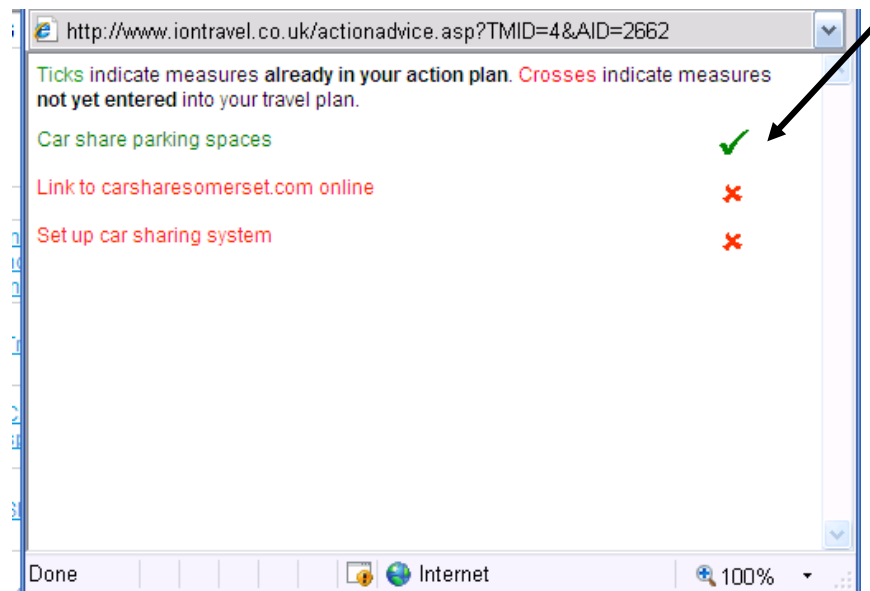 http://www.iontravel.co.uk/actionadvice.asp?TMID=4&AID=2662
Ticks indicate measures already in your action plan. Crosses indicate measures
not yet entered into your travel plan.
Car share parking spaces
Link to carsharesomerset.com online
Set up car sharing system
Done
Internet
100%